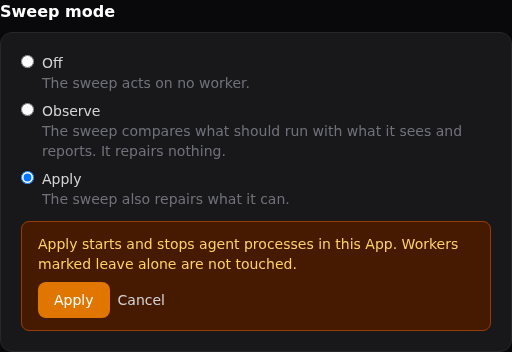 Sweep mode
Off
The sweep acts on no worker.
Observe
The sweep compares what should run with what it sees and
reports. It repairs nothing.
Apply
The sweep also repairs what it can.
Apply starts and stops agent processes in this App. Workers
marked leave alone are not touched.
Apply
Cancel